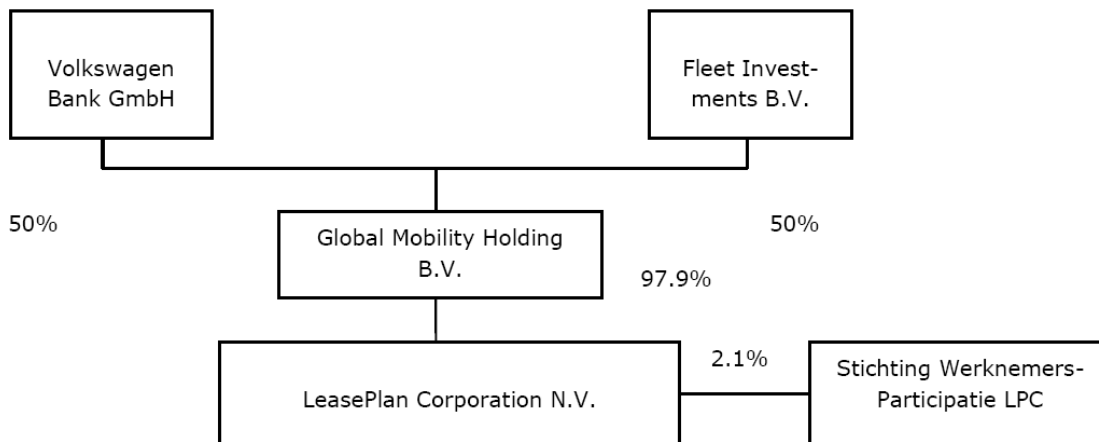 Volkswagen
Bank GmbH
Fleet Invest-
ments B.V.
50%
50%
Global Mobility Holding
B.V.
97.9%
2.1%
LeasePlan Corporation N.V.
Stichting Werknemers-
Participatie LPC